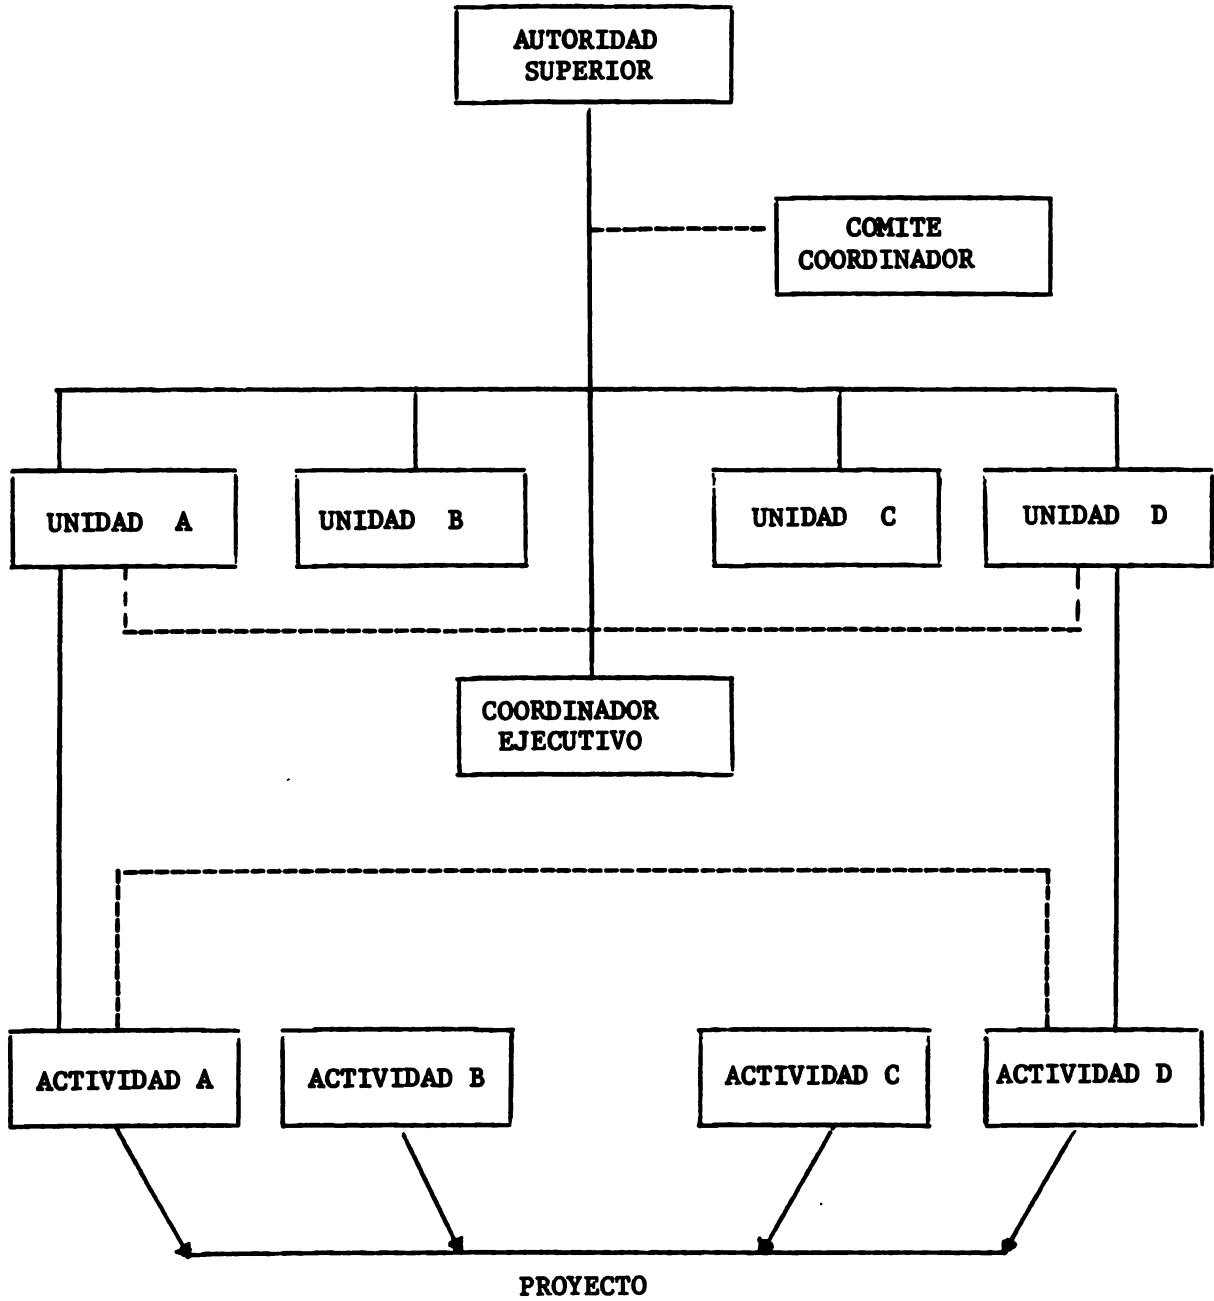 AUTORIDAD
SUPERIOR
COMITE
COORDINADOR
UNIDAD A
UNIDAD B
UNIDAD C
UNIDAD D
COORDINADOR
EJECUTIVO
ACTIVIDAD A
ACTIVIDAD B
ACTIVIDAD C
ACTIVIDAD D
PROYECTO